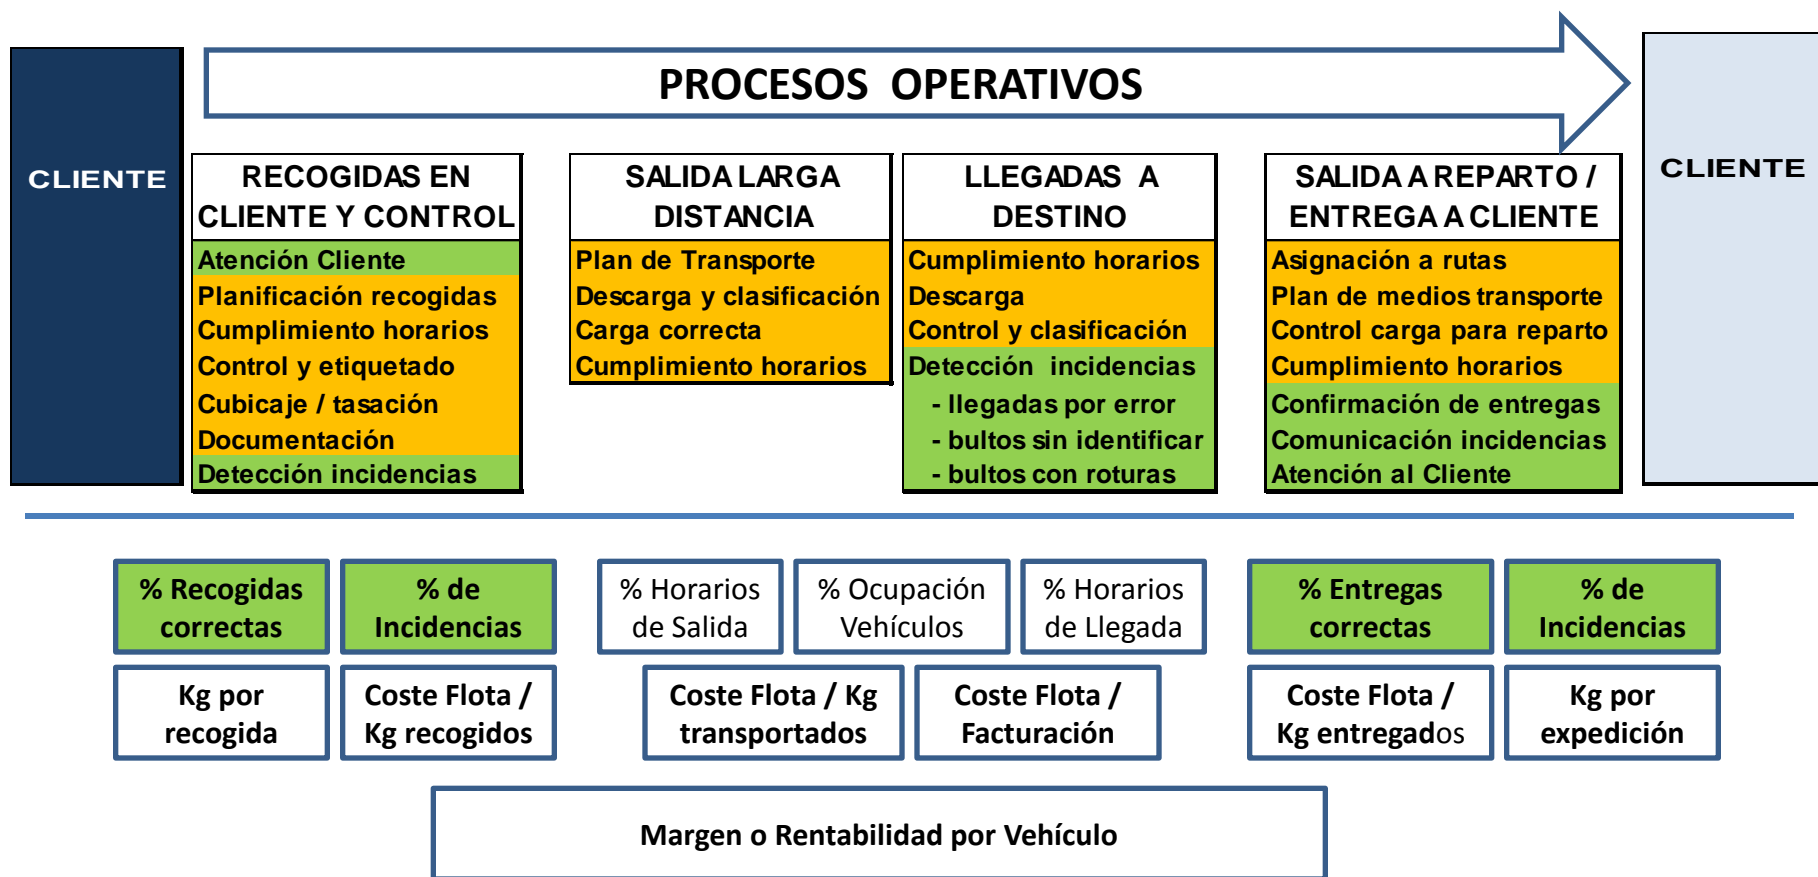 PROCESOS OPERATIVOS
CLIENTE
RECOGIDAS EN
CLIENTE Y CONTROL
Atención Cliente
Planificación recogidas
Cumplimiento horarios
Control y etiquetado
Cubicaje / tasación
Documentación
Detección incidencias
SALIDA LARGA
DISTANCIA
Plan de Transporte
Descarga y clasificación
Carga correcta
Cumplimiento horarios
LLEGADAS A
DESTINO
Cumplimiento horarios
Descarga
Control y clasificación
Detección incidencias
- llegadas por error
- bultos sin identificar
- bultos con roturas
SALIDA A REPARTO /
ENTREGA A CLIENTE
Asignación a rutas
Plan de medios transporte
Control carga para reparto
Cumplimiento horarios
Confirmación de entregas
Comunicación incidencias
Atención al Cliente
CLIENTE
% Recogidas
correctas
% de
Incidencias
% Horarios
de Salida
% Ocupación
Vehículos
% Horarios
de Llegada
% Entregas
correctas
% de
Incidencias
Kg por
recogida
Coste Flota /
Kg recogidos
Coste Flota / Kg
transportados
Coste Flota /
Facturación
Coste Flota /
Kg entregados
Kg por
expedición
Margen o Rentabilidad por Vehículo